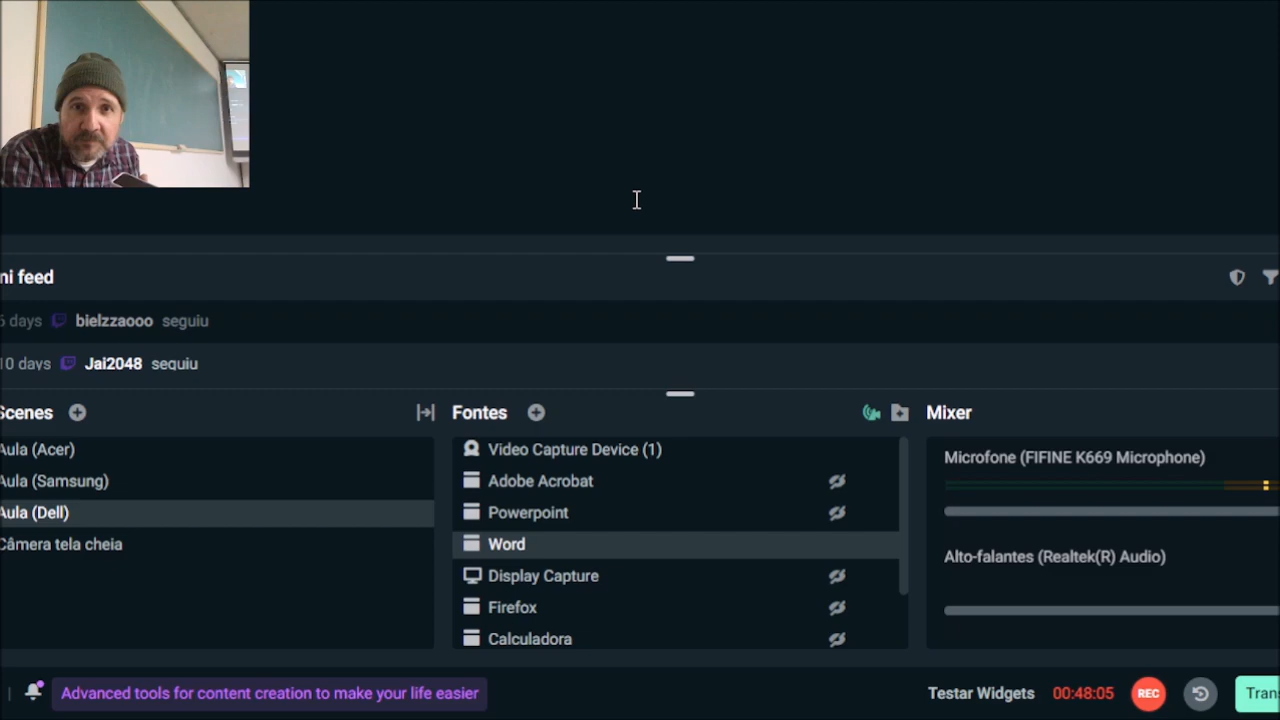 ni feed
6 days bielzzaooo seguiu
10 days Jai2048 seguiu
Scenes
Aula (Acer)
Aula (Samsung)
Aula (Dell)
Câmera tela cheia
Fontes
Video Capture Device (1)
Adobe Acrobat
Powerpoint
Word
Display Capture
Firefox
Calculadora
Mixer
Microfone (FIFINE K669 Microphone)
Alto-falantes (Realtek(R) Audio)
Advanced tools for content creation to make your life easier
Testar Widgets 00:48:05 REC Trans